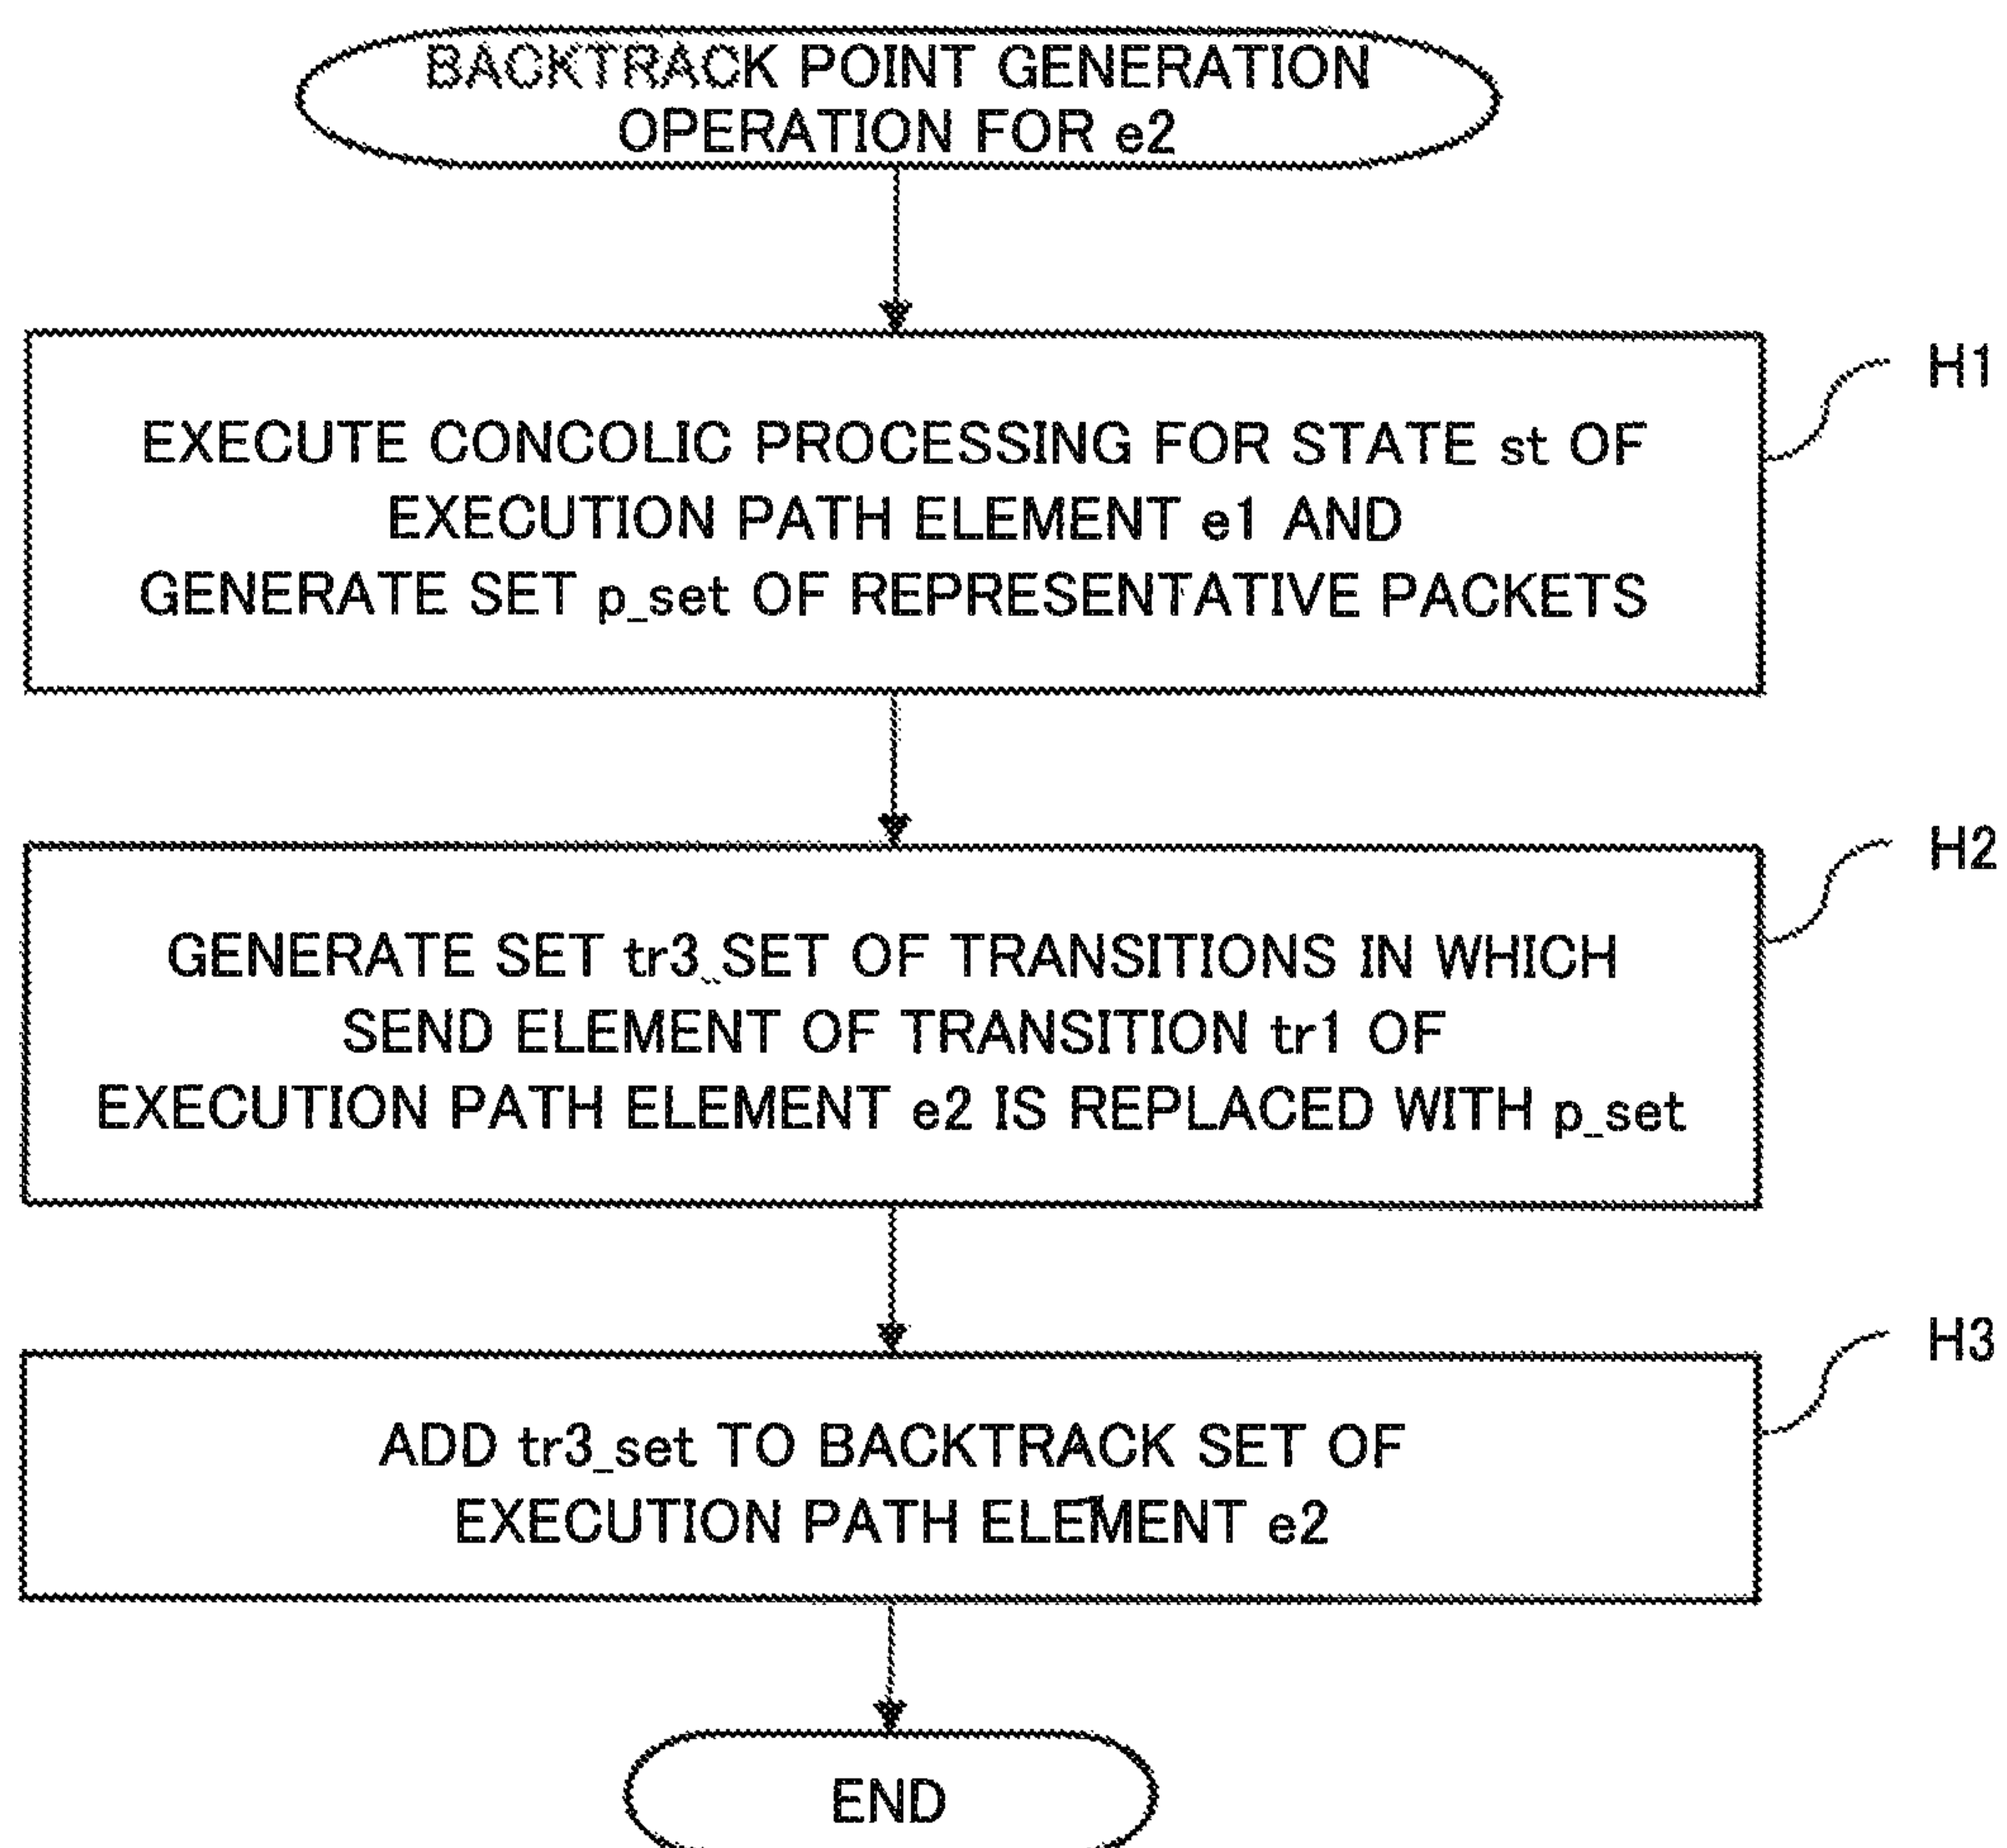 BACKTRACK POINT GENERATION
OPERATION FOR e2
H1
EXECUTE CONCOLIC PROCESSING FOR STATE st OF
EXECUTION PATH ELEMENT e1 AND
GENERATE SET p_set OF REPRESENTATIVE PACKETS
H2
GENERATE SET tr3_SET OF TRANSITIONS IN WHICH
SEND ELEMENT OF TRANSITION tr1 OF
EXECUTION PATH ELEMENT e2 IS REPLACED WITH p_set
H3
ADD tr3_set TO BACKTRACK SET OF
EXECUTION PATH ELEMENT e2
END